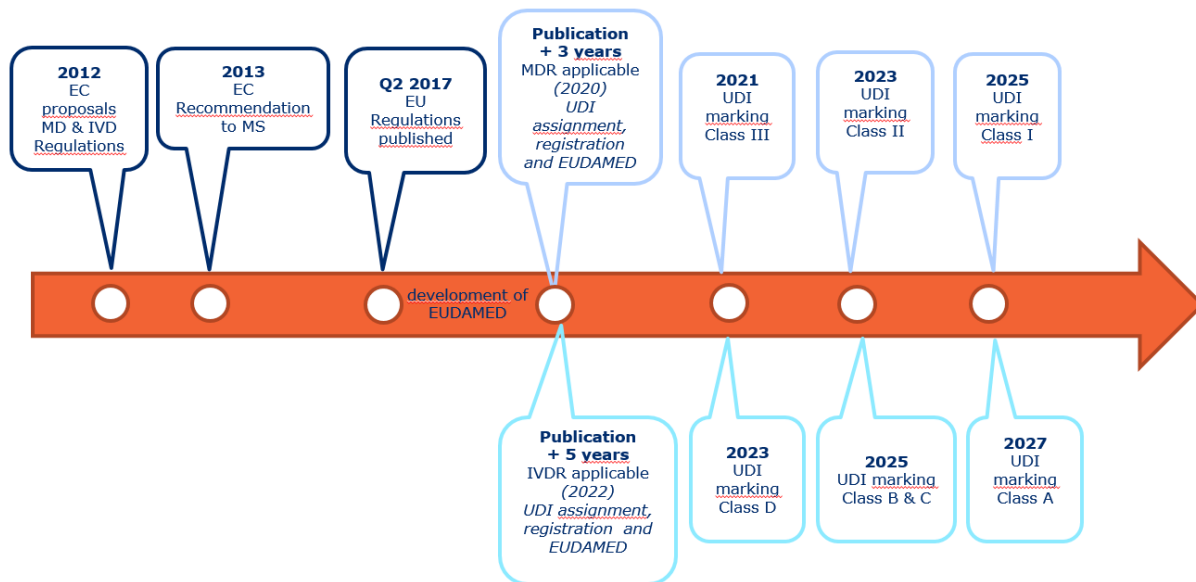 2012
EC
proposals
MD & IVD
Regulations
2013
EC
Recommendation
to MS
Q2 2017
EU
Regulations
published
Publication
+ 3 years
MDR applicable
(2020)
UDI
assignment,
registration
and EUDAMED
2021
UDI
marking
Class III
2023
UDI
marking
Class II
2025
UDI
marking
Class I
development of
EUDAMED
Publication
+ 5 years
IVDR applicable
(2022)
UDI assignment,
registration and
EUDAMED
2023
UDI
marking
Class D
2025
UDI marking
Class B & C
2027
UDI
marking
Class A